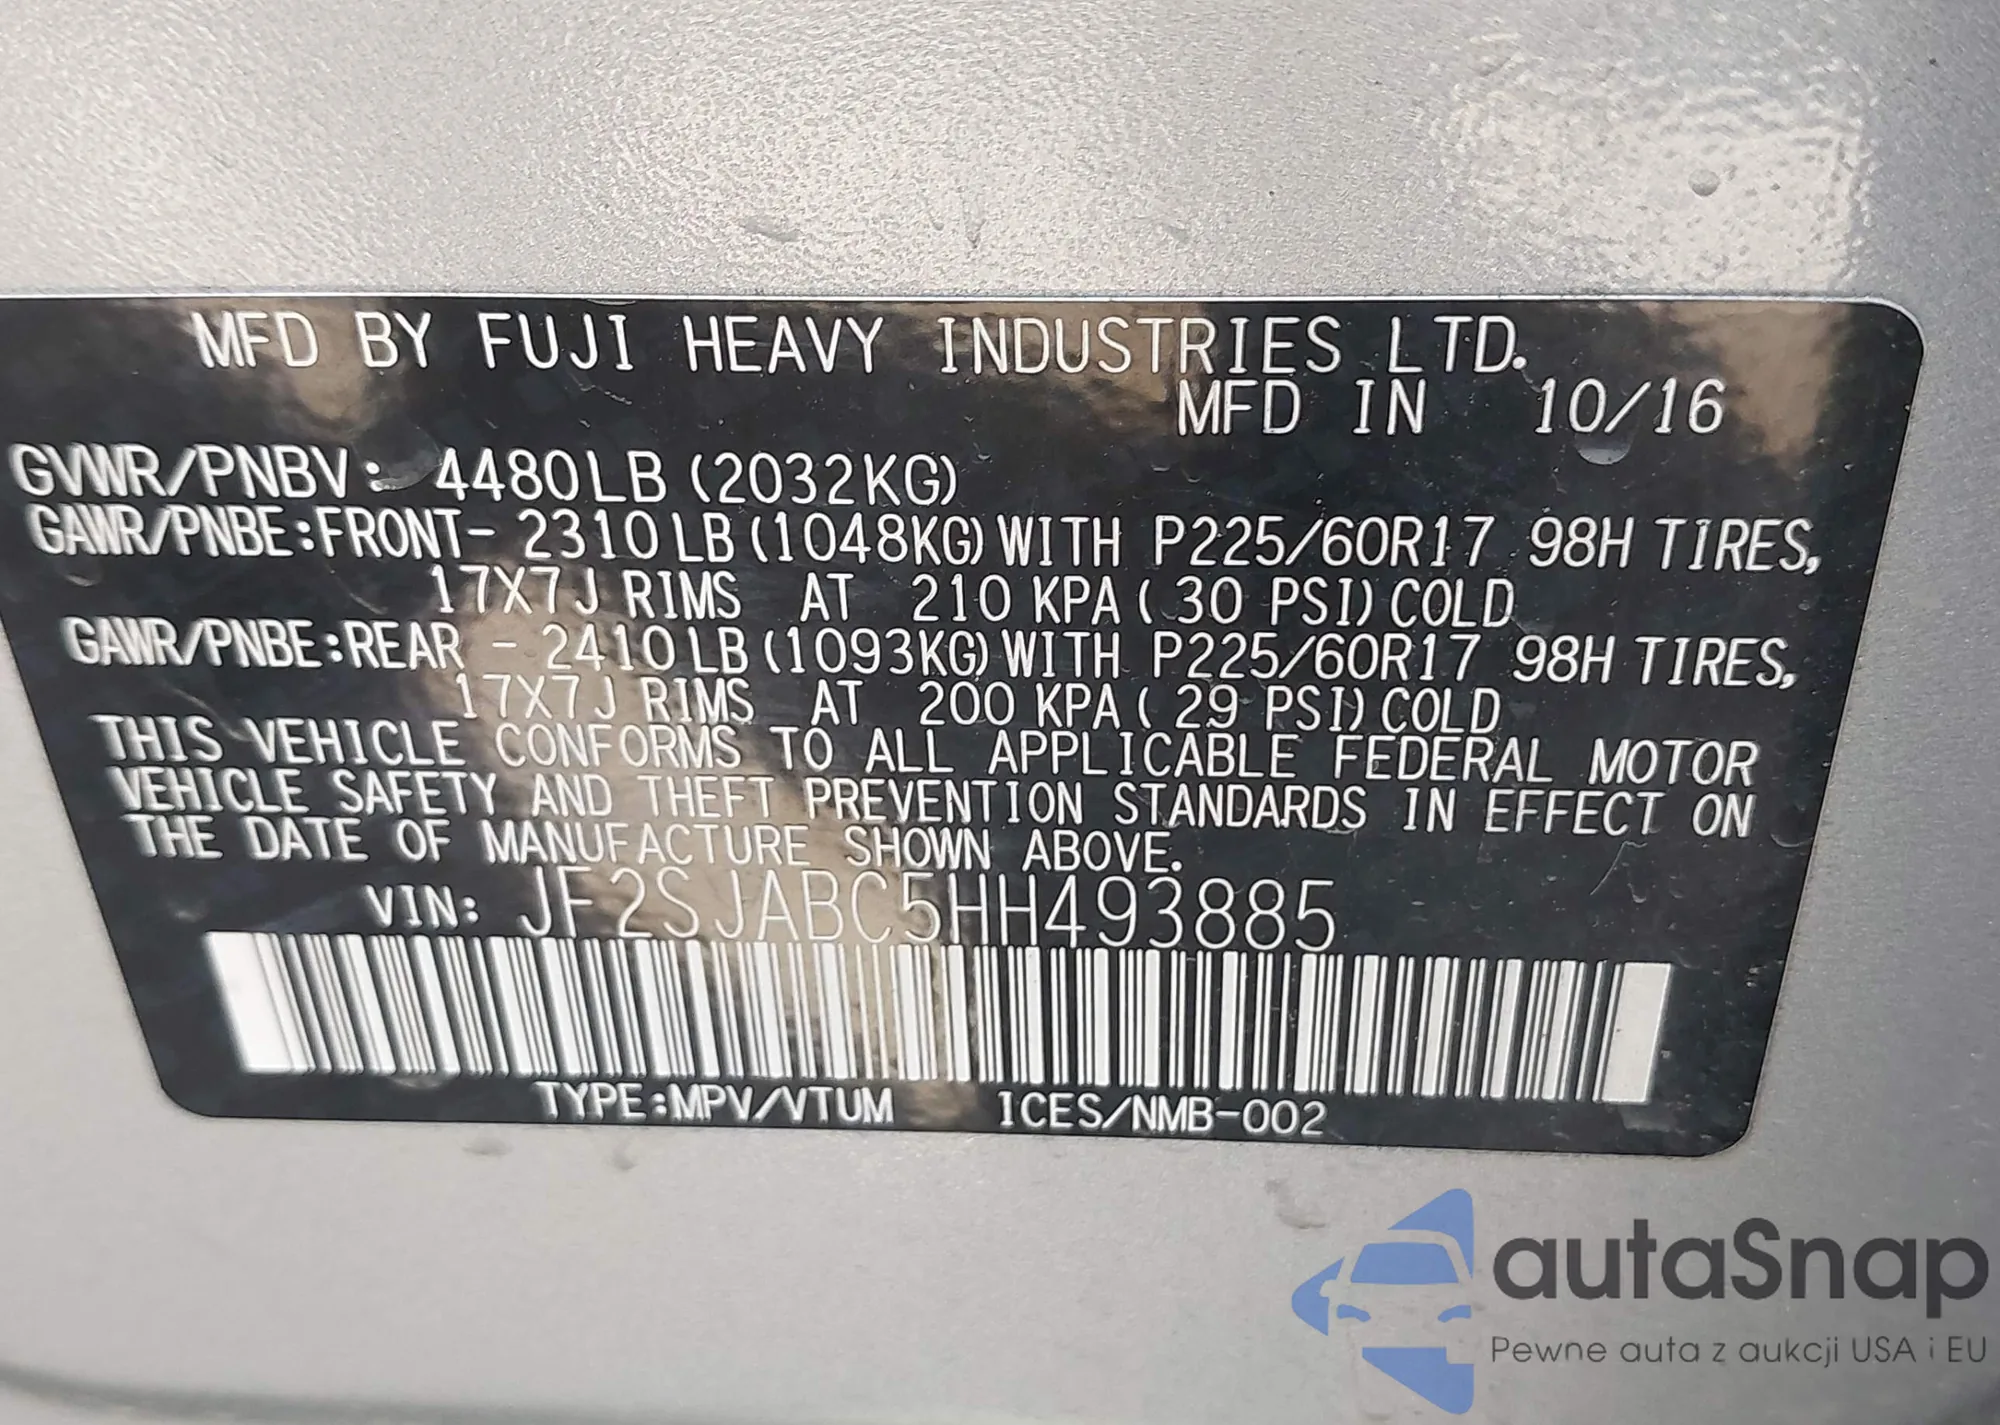 MFD BY FUJI HEAVY INDUSTRIES LTD.
MFD IN 10/16
GVWR/PNBV: 4480LB (2032KG)
GAWR/PNBE:FRONT- 2310LB(1048KG)WITH P225/60R17 98H TIRES,
17X7J RIMS AT 210 KPA( 30 PSI)COLD
GAWR/PNBE:REAR - 2410LB(1093KG)WITH P225/60R17 98H TIRES,
17X7J RIMS AT 200 KPA( 29 PSI)COLD
THIS VEHICLE CONFORMS TO ALL APPLICABLE FEDERAL MOTOR
VEHICLE SAFETY AND THEFT PREVENTION STANDARDS IN EFFECT ON
THE DATE OF MANUFACTURE SHOWN ABOVE.
VIN: JF2SJABC5HH493885
TYPE:MPV/VTUM ICES/NMB-002
autaSnap
Pewne auta z aukcji USA i EU